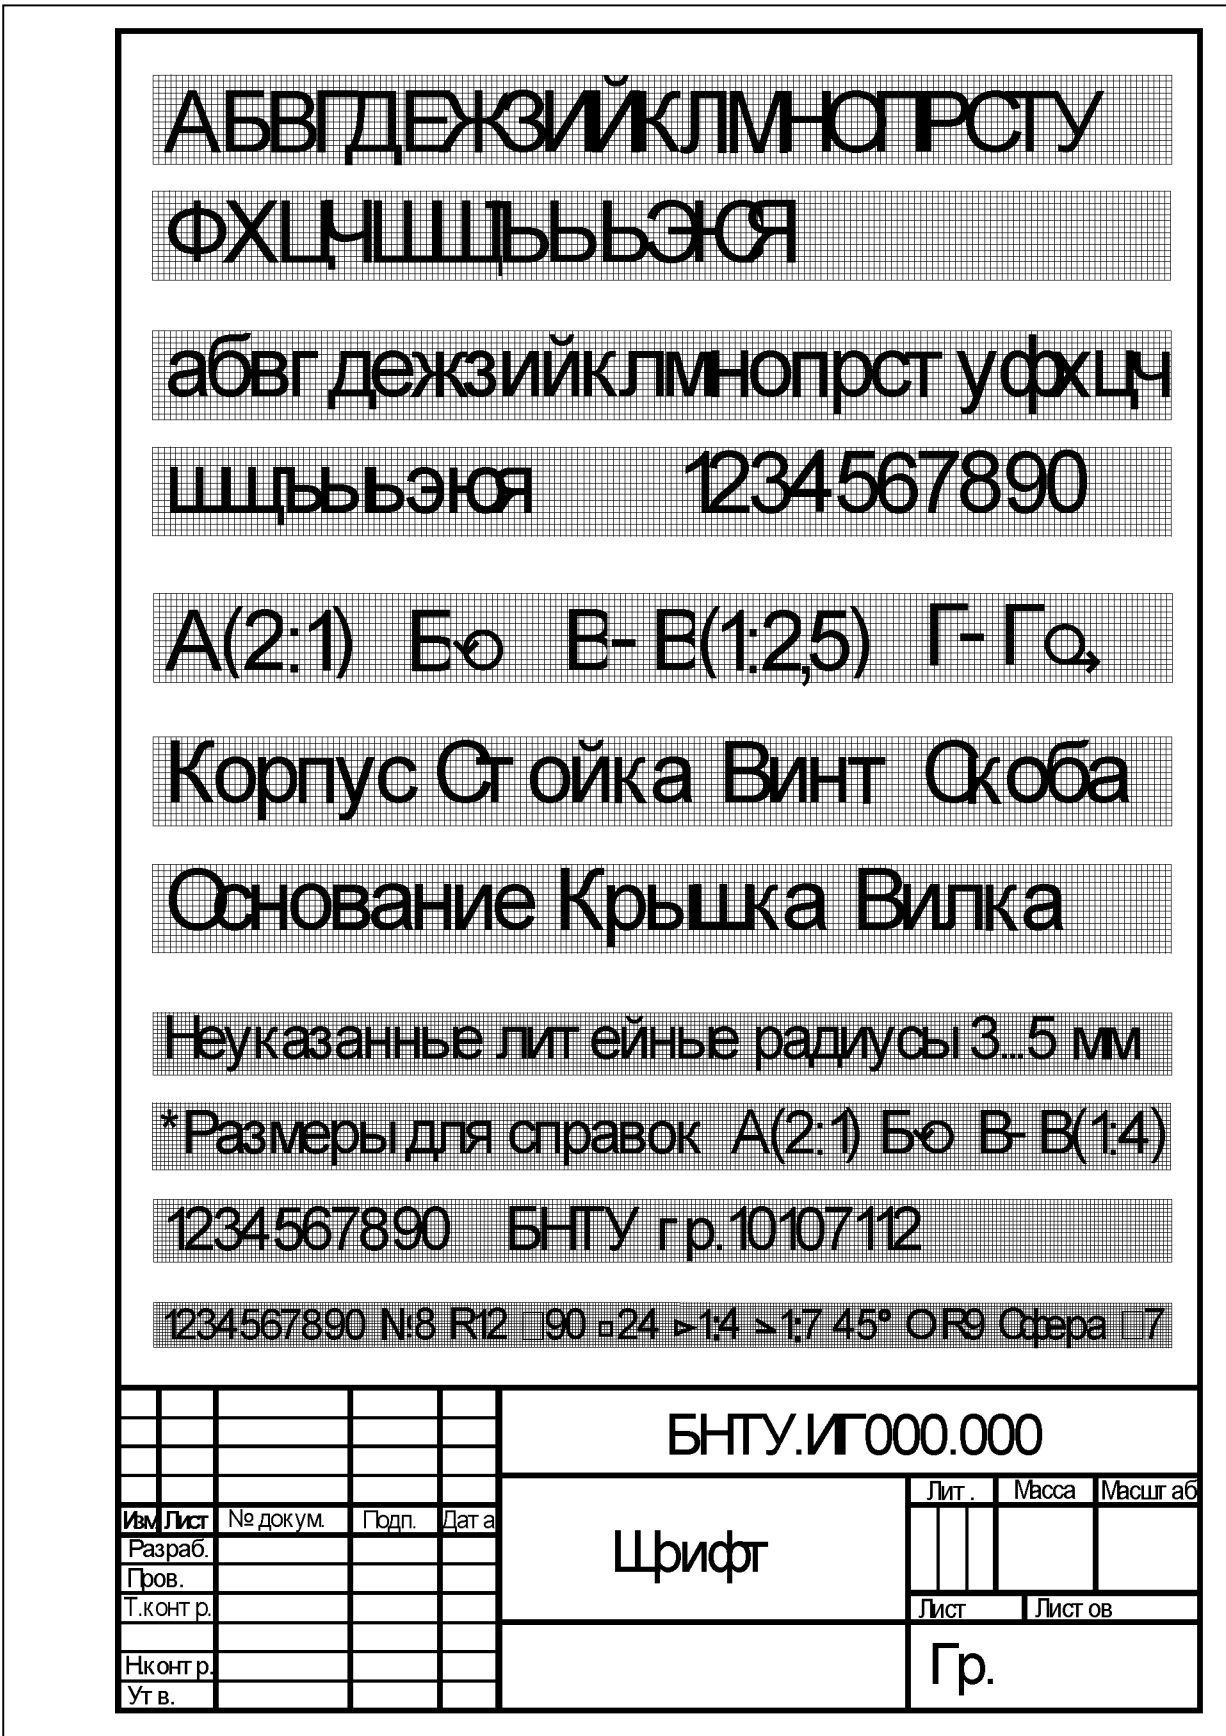 АБВГДЕЖЗИЙКЛМНОПРСТУ
ФХЦЧШЩЪЫЬЭЮЯ
абвгдежзийклмнопрстуфхцч
шщъыьэюя 1234567890
А(2:1) Б В-В(1:2,5) Г-Г
Корпус Стойка Винт Скоба
Основание Крышка Вилка
Неуказанные литейные радиусы 3...5 мм
*Размеры для справок А(2:1) Б В-В(1:4)
1234567890 БНТУ гр.10107112
1234567890 №8 R12 □90 □24 ▷1:4 1:7 45° О R9 Сфера □7
БНТУ.ИГ000.000
Лит. Масса Масштаб
Изм Лист № докум. Подп. Дата
Разраб.
Шрифт
Пров.
Т.контр.
Лист Листов
Н.контр.
Гр.
Утв.